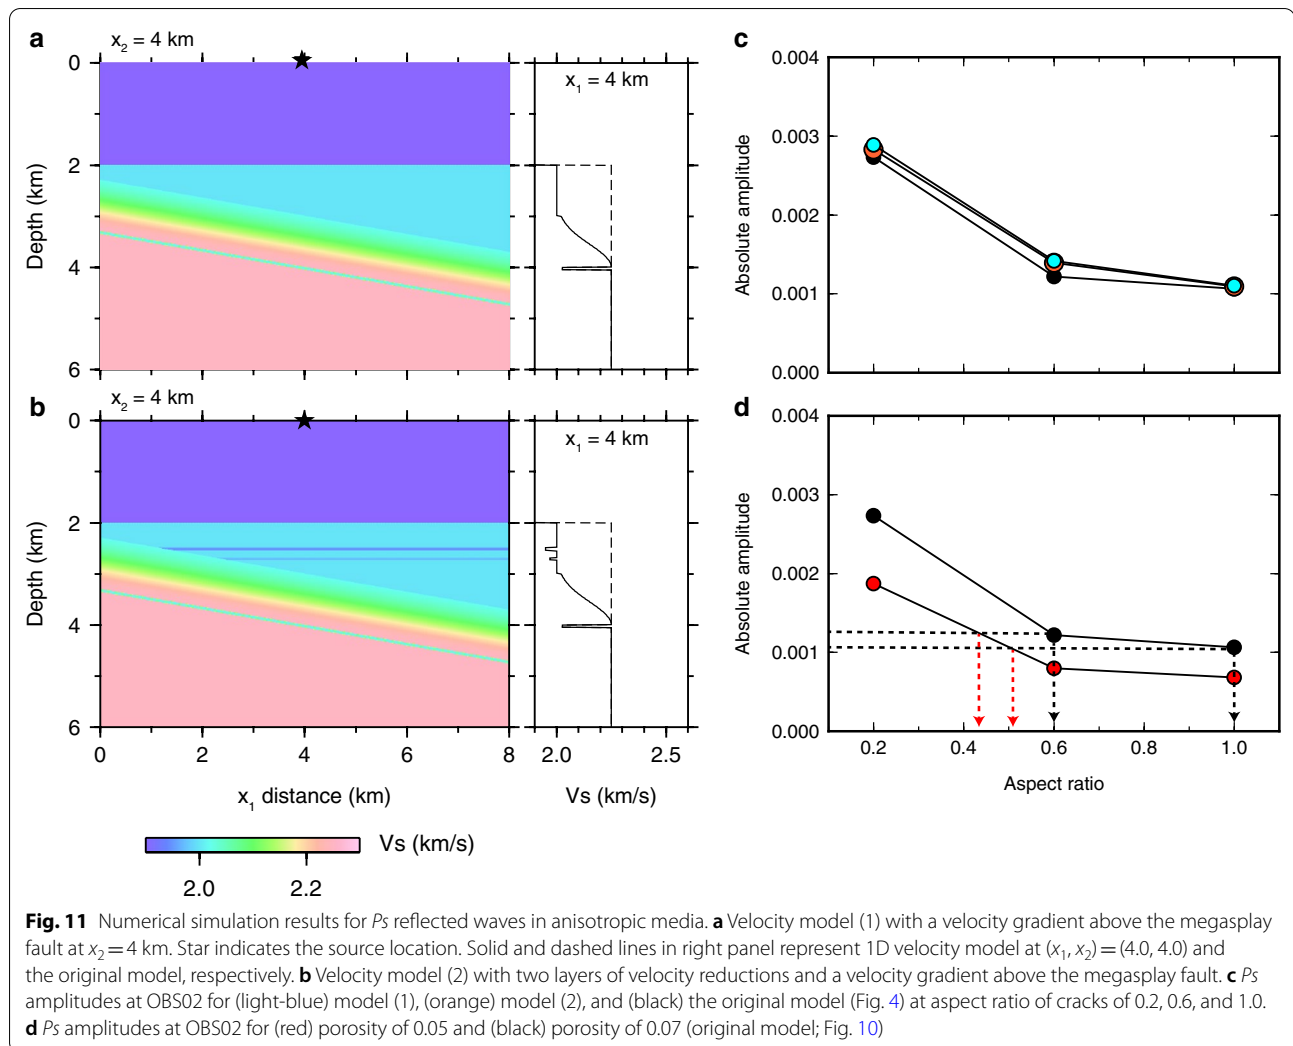 a
x2 = 4 km
0
2
4
6
Depth (km)
x1 = 4 km
b
x2 = 4 km
0
2
4
6
Depth (km)
0 2 4 6 8
x1 distance (km)
x1 = 4 km
2.0 2.5
Vs (km/s)
Vs (km/s)
2.0 2.2
c
0.004
0.003
0.002
0.001
0.000
Absolute amplitude
d
0.004
0.003
0.002
0.001
0.000
Absolute amplitude
0.2 0.4 0.6 0.8 1.0
Aspect ratio
Fig. 11 Numerical simulation results for Ps reflected waves in anisotropic media. a Velocity model (1) with a velocity gradient above the megasplay
fault at x2 = 4 km. Star indicates the source location. Solid and dashed lines in right panel represent 1D velocity model at (x1, x2) = (4.0, 4.0) and
the original model, respectively. b Velocity model (2) with two layers of velocity reductions and a velocity gradient above the megasplay fault. c Ps
amplitudes at OBS02 for (light-blue) model (1), (orange) model (2), and (black) the original model (Fig. 4) at aspect ratio of cracks of 0.2, 0.6, and 1.0.
d Ps amplitudes at OBS02 for (red) porosity of 0.05 and (black) porosity of 0.07 (original model; Fig. 10)